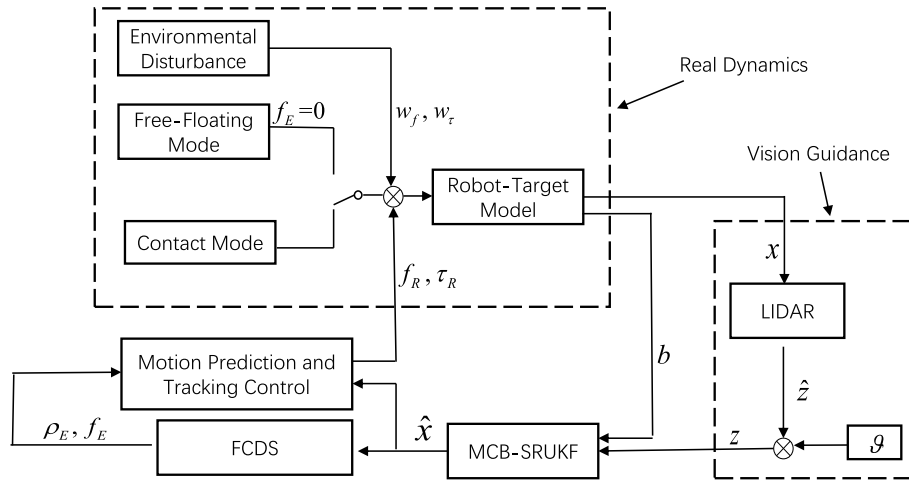 Environmental
Disturbance
Real Dynamics
Free-Floating
Mode
f_E =0
w_f, w_τ
Vision Guidance
Robot-Target
Model
Contact Mode
x
f_R, τ_R
LIDAR
Motion Prediction and
Tracking Control
b
ẑ
ρ_E, f_E
FCDS
x̂
MCB-SRUKF
z
ϑ